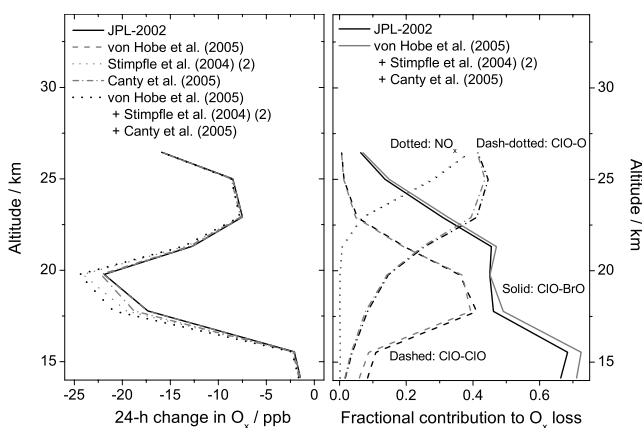 JPL-2002
von Hobe et al. (2005)
Stimpfle et al. (2004) (2)
Canty et al. (2005)
von Hobe et al. (2005)
+ Stimpfle et al. (2004) (2)
+ Canty et al. (2005)
30
25
20
15
Altitude / km
-25
-20
-15
-10
-5
0
24-h change in Ox / ppb
JPL-2002
von Hobe et al. (2005)
+ Stimpfle et al. (2004) (2)
+ Canty et al. (2005)
Dotted: NOx
Dash-dotted: ClO-O
Solid: ClO-BrO
Dashed: ClO-ClO
30
25
20
15
Altitude / km
0.0
0.2
0.4
0.6
Fractional contribution to Ox loss